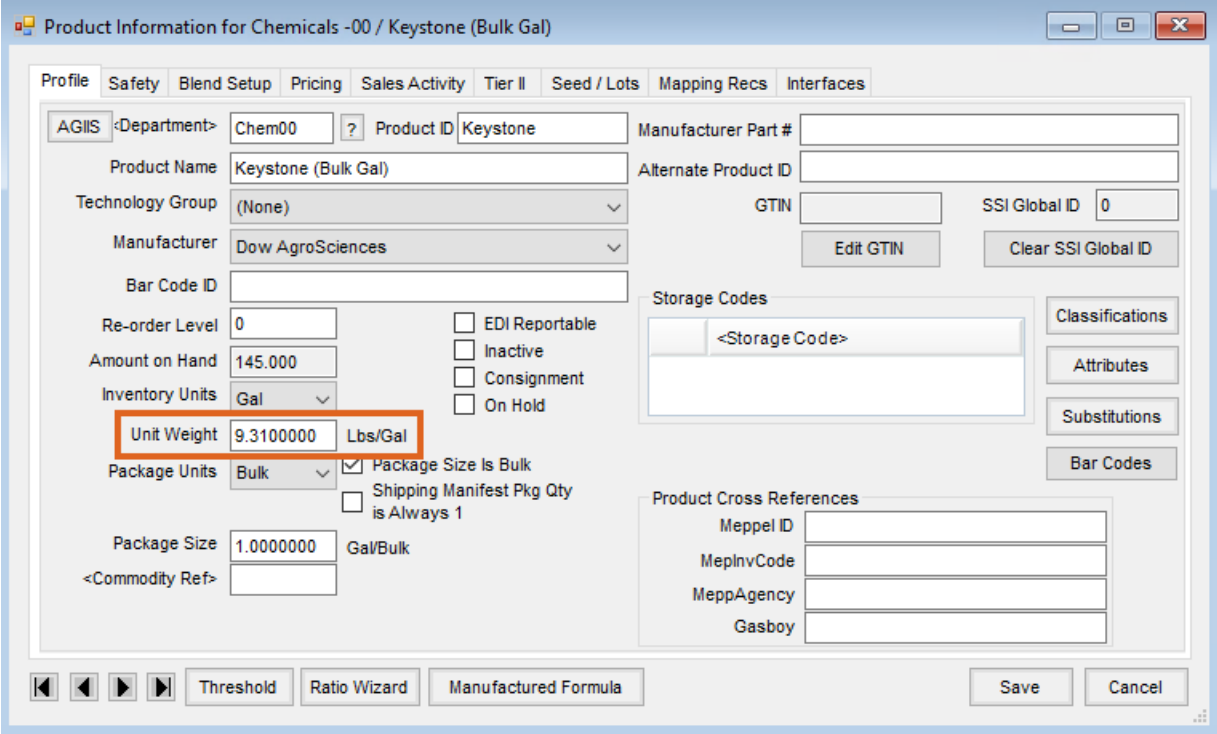 Product Information for Chemicals -00 / Keystone (Bulk Gal)
Profile Safety Blend Setup Pricing Sales Activity Tier II Seed / Lots Mapping Recs Interfaces
AGIIS <Department> Chem00 ? Product ID Keystone
Product Name Keystone (Bulk Gal)
Technology Group (None)
Manufacturer Dow AgroSciences
Bar Code ID
Re-order Level 0
Amount on Hand 145.000
Inventory Units Gal
Unit Weight 9.3100000 Lbs/Gal
Package Units Bulk
Package Size 1.0000000 Gal/Bulk
<Commodity Ref>
EDI Reportable
Inactive
Consignment
On Hold
Package Size Is Bulk
Shipping Manifest Pkg Qty
is Always 1
Manufacturer Part #
Alternate Product ID
GTIN SSI Global ID 0
Edit GTIN Clear SSI Global ID
Storage Codes
<Storage Code>
Classifications
Attributes
Substitutions
Bar Codes
Product Cross References
Meppel ID
MepInvCode
MeppAgency
Gasboy
Threshold Ratio Wizard Manufactured Formula Save Cancel